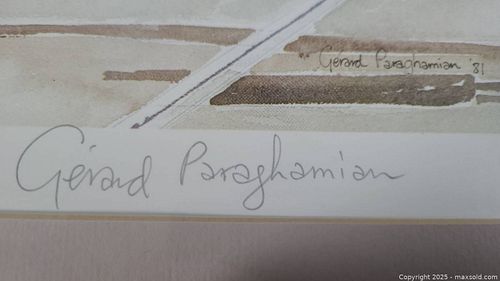 Gérard Paraghamian '81
Gérard Paraghamian
Copyright 2025 - maxsold.com